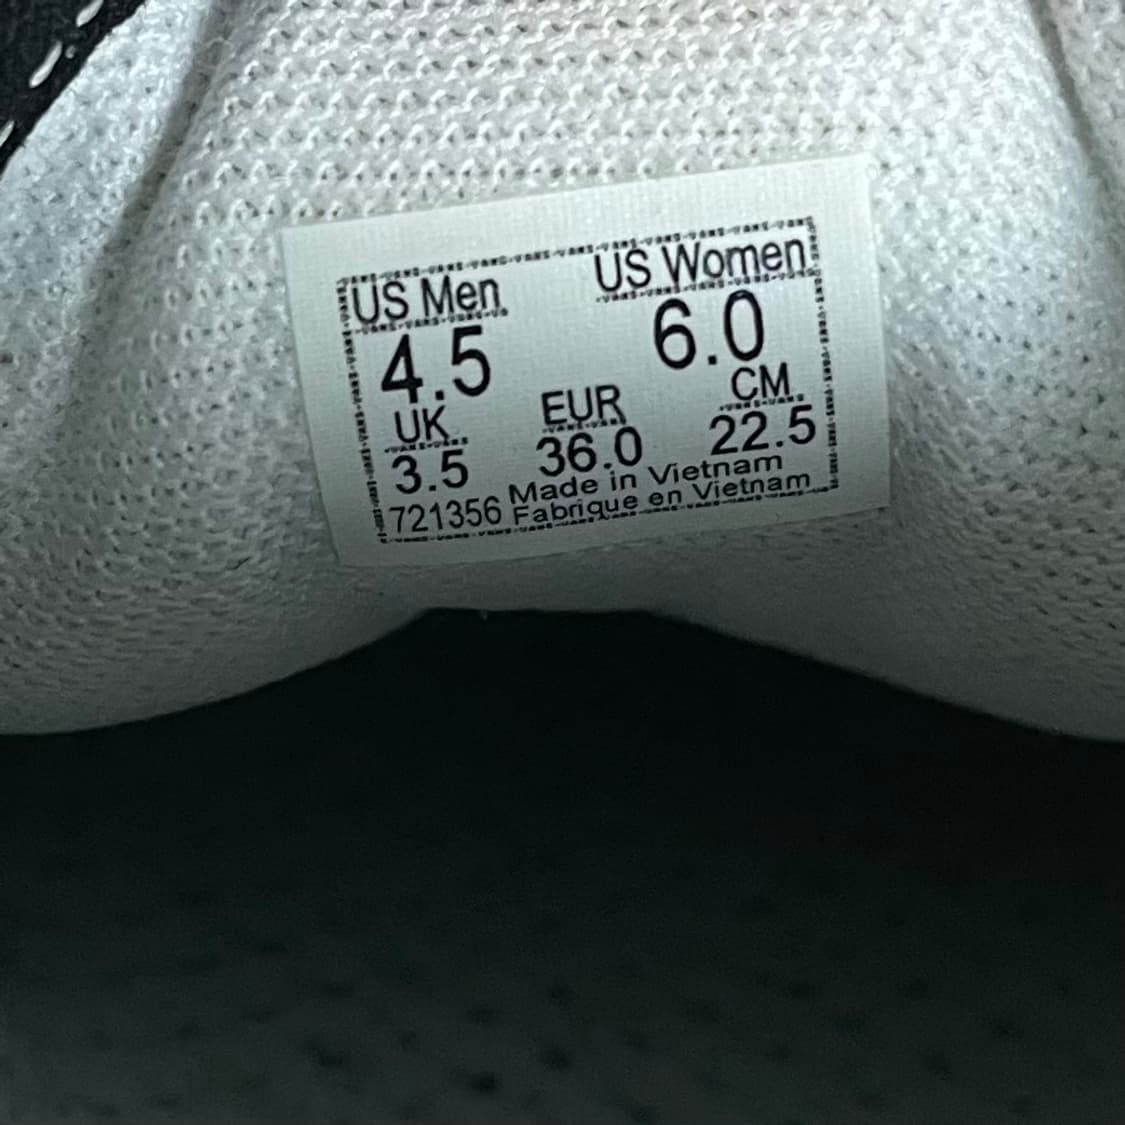 US Men US Women
4.5 6.0
UK EUR CM
3.5 36.0 22.5
Made in Vietnam
721356 Fabrique en Vietnam